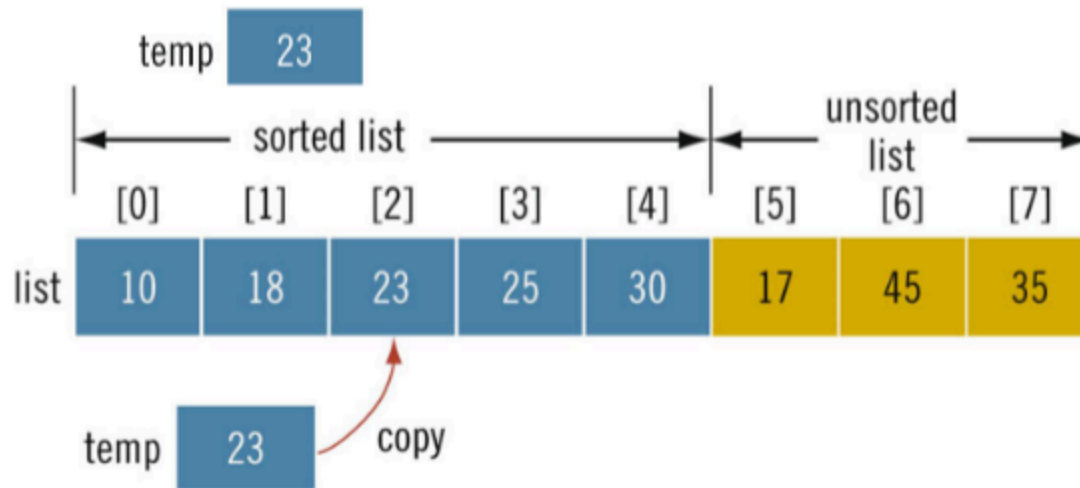 temp 23
sorted list
unsorted
list
[0] [1] [2] [3] [4] [5] [6] [7]
list 10 18 23 25 30 17 45 35
temp 23 copy